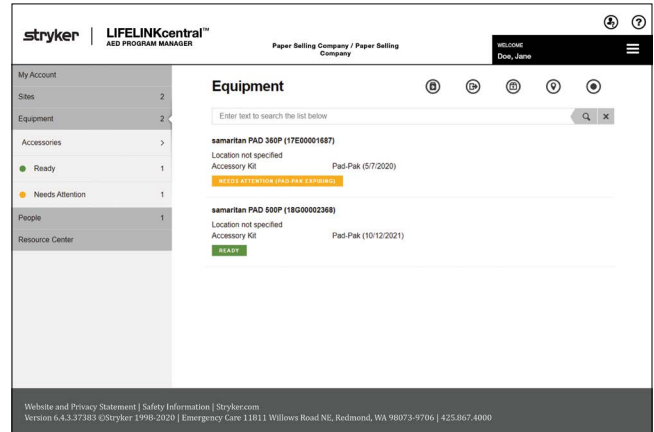 stryker
LIFELINKcentral™
AED PROGRAM MANAGER
Paper Selling Company / Paper Selling
Company
WELCOME
Doe, Jane
My Account
Sites 2
Equipment 2
Accessories >
Ready 1
Needs Attention 1
People 1
Resource Center
Equipment
Enter text to search the list below
samaritan PAD 360P (17E00001687)
Location not specified
Accessory Kit Pad-Pak (5/7/2020)
NEEDS ATTENTION (PAD-PAK EXPIRING)
samaritan PAD 500P (18G00002368)
Location not specified
Accessory Kit Pad-Pak (10/12/2021)
READY
Website and Privacy Statement | Safety Information | Stryker.com
Version 6.4.3.37383 ©Stryker 1998-2020 | Emergency Care 11811 Willows Road NE, Redmond, WA 98073-9706 | 425.867.4000